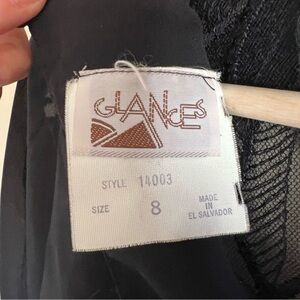 GLANCES
STYLE 14003
SIZE 8 MADE IN EL SALVADOR